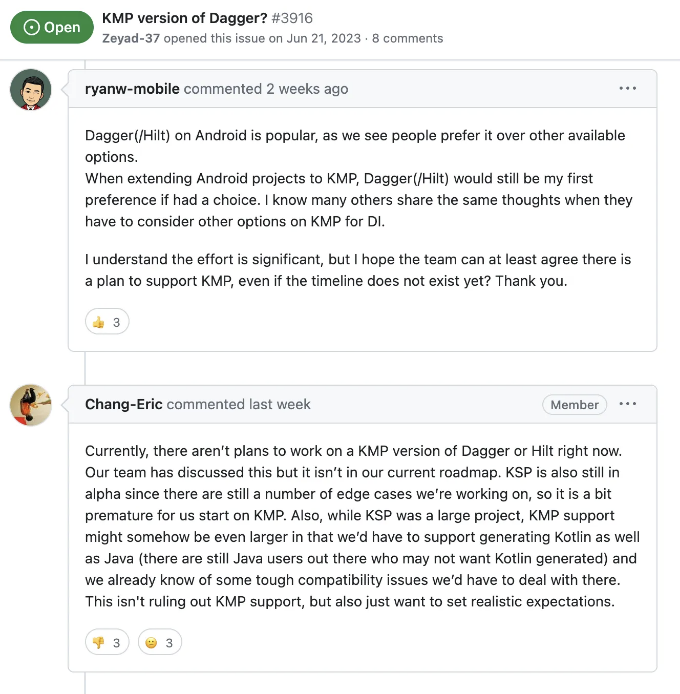 Open
KMP version of Dagger? #3916
Zeyad-37 opened this issue on Jun 21, 2023 · 8 comments
ryanw-mobile commented 2 weeks ago
Dagger(/Hilt) on Android is popular, as we see people prefer it over other available
options.
When extending Android projects to KMP, Dagger(/Hilt) would still be my first
preference if had a choice. I know many others share the same thoughts when they
have to consider other options on KMP for DI.
I understand the effort is significant, but I hope the team can at least agree there is
a plan to support KMP, even if the timeline does not exist yet? Thank you.
👍 3
Chang-Eric commented last week
Member
Currently, there aren't plans to work on a KMP version of Dagger or Hilt right now.
Our team has discussed this but it isn't in our current roadmap. KSP is also still in
alpha since there are still a number of edge cases we're working on, so it is a bit
premature for us start on KMP. Also, while KSP was a large project, KMP support
might somehow be even larger in that we'd have to support generating Kotlin as well
as Java (there are still Java users out there who may not want Kotlin generated) and
we already know of some tough compatibility issues we'd have to deal with there.
This isn't ruling out KMP support, but also just want to set realistic expectations.
👎 3 😕 3